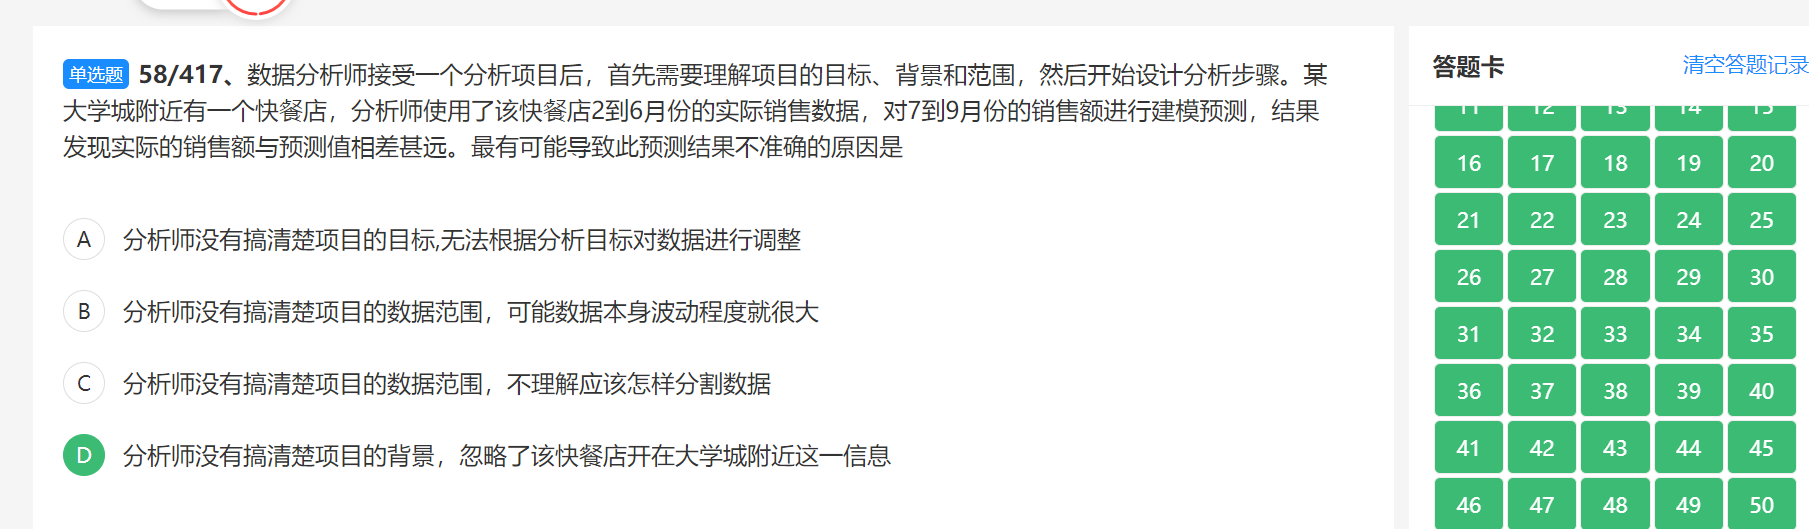 单选题 58/417、数据分析师接受一个分析项目后，首先需要理解项目的目标、背景和范围，然后开始设计分析步骤。某
大学城附近有一个快餐店，分析师使用了该快餐店2到6月份的实际销售数据，对7到9月份的销售额进行建模预测，结果
发现实际的销售额与预测值相差甚远。最有可能导致此预测结果不准确的原因是
A 分析师没有搞清楚项目的目标,无法根据分析目标对数据进行调整
B 分析师没有搞清楚项目的数据范围，可能数据本身波动程度就很大
C 分析师没有搞清楚项目的数据范围，不理解应该怎样分割数据
D 分析师没有搞清楚项目的背景，忽略了该快餐店开在大学城附近这一信息
答题卡 清空答题记录
11 12 13 14 15
16 17 18 19 20
21 22 23 24 25
26 27 28 29 30
31 32 33 34 35
36 37 38 39 40
41 42 43 44 45
46 47 48 49 50